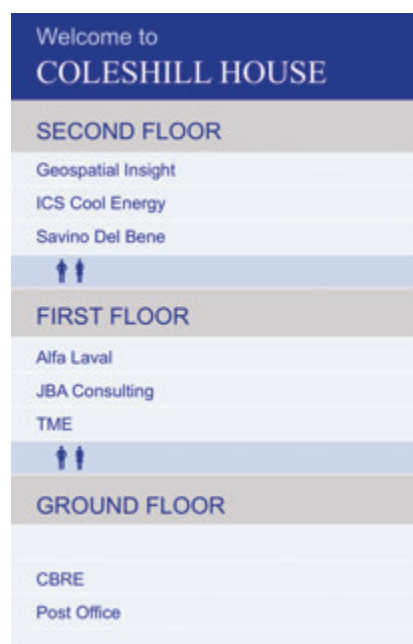 Welcome to
COLESHILL HOUSE
SECOND FLOOR
Geospatial Insight
ICS Cool Energy
Savino Del Bene
FIRST FLOOR
Alfa Laval
JBA Consulting
TME
GROUND FLOOR
CBRE
Post Office